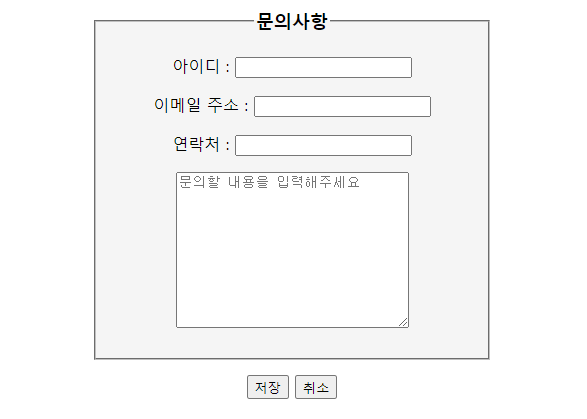 문의사항
아이디 :
이메일 주소 :
연락처 :
문의할 내용을 입력해주세요
저장 취소